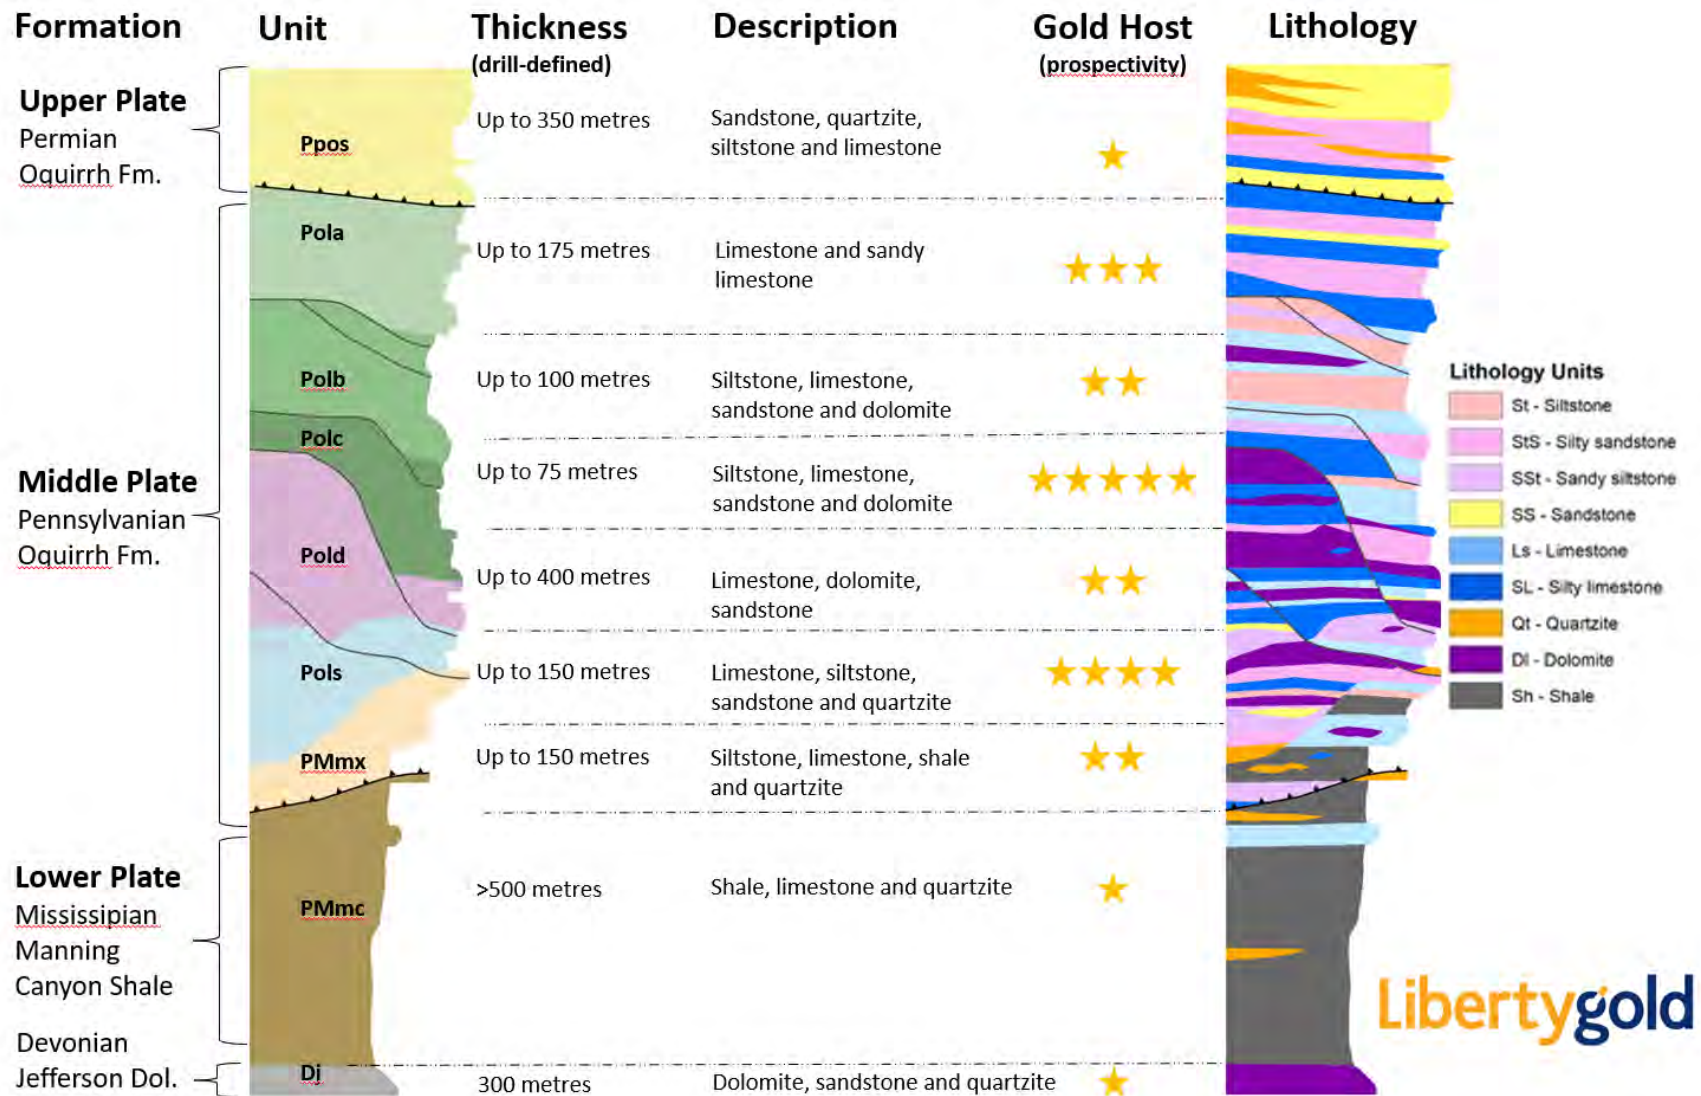 Formation Unit Thickness Description Gold Host Lithology
(drill-defined) (prospectivity)
Upper Plate
Permian
Oquirrh Fm.
Ppos
Up to 350 metres
Sandstone, quartzite,
siltstone and limestone
Middle Plate
Pennsylvanian
Oquirrh Fm.
Pola
Up to 175 metres
Limestone and sandy
limestone
Polb
Up to 100 metres
Siltstone, limestone,
sandstone and dolomite
Polc
Up to 75 metres
Siltstone, limestone,
sandstone and dolomite
Pold
Up to 400 metres
Limestone, dolomite,
sandstone
Pols
Up to 150 metres
Limestone, siltstone,
sandstone and quartzite
PMmx
Up to 150 metres
Siltstone, limestone, shale
and quartzite
Lower Plate
Mississipian
Manning
Canyon Shale
PMmc
>500 metres
Shale, limestone and quartzite
Devonian
Jefferson Dol.
Dj
300 metres
Dolomite, sandstone and quartzite
Lithology Units
St - Siltstone
StS - Silty sandstone
SSt - Sandy siltstone
SS - Sandstone
Ls - Limestone
SL - Silty limestone
Qt - Quartzite
Dl - Dolomite
Sh - Shale
Libertygold